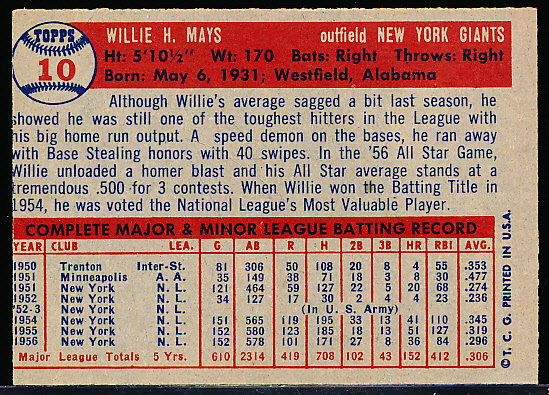 TOPPS
10
WILLIE H. MAYS outfield NEW YORK GIANTS
Ht: 5'10½" Wt: 170 Bats: Right Throws: Right
Born: May 6, 1931; Westfield, Alabama
Although Willie's average sagged a bit last season, he
showed he was still one of the toughest hitters in the League with
his big home run output. A speed demon on the bases, he ran away
with Base Stealing honors with 40 swipes. In the '56 All Star Game,
Willie unloaded a homer blast and his All Star average stands at a
tremendous .500 for 3 contests. When Willie won the Batting Title in
1954, he was voted the National League's Most Valuable Player.
COMPLETE MAJOR & MINOR LEAGUE BATTING RECORD
YEAR CLUB LEA. G AB R H 2B 3B HR RBI AVG.
1950 Trenton Inter-St. 81 306 50 108 20 8 4 55 .353
1951 Minneapolis A. A. 35 149 38 71 18 3 8 30 .477
1951 New York N. L. 121 464 59 127 22 5 20 68 .274
1952 New York N. L. 34 127 17 30 2 4 4 23 .236
'52-3 New York N. L. (In U. S. Army)
1954 New York N. L. 151 565 119 195 33 13 41 110 .345
1955 New York N. L. 152 580 123 185 18 13 51 127 .319
1956 New York N. L. 152 578 101 171 27 8 36 84 .296
Major League Totals 5 Yrs. 610 2314 419 708 102 43 152 412 .306
©T. C. G. PRINTED IN U.S.A.